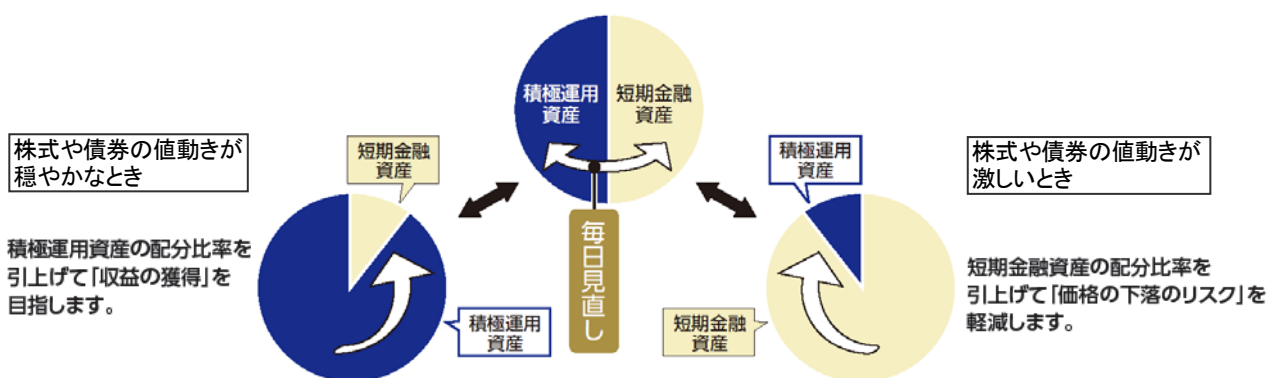 積極運用
資産
短期金融
資産
毎日見直し
株式や債券の値動きが
穏やかなとき
短期金融
資産
積極運用資産の配分比率を
引上げて「収益の獲得」を
目指します。
積極運用
資産
株式や債券の値動きが
激しいとき
積極運用
資産
短期金融資産の配分比率を
引上げて「価格の下落のリスク」を
軽減します。
短期金融
資産